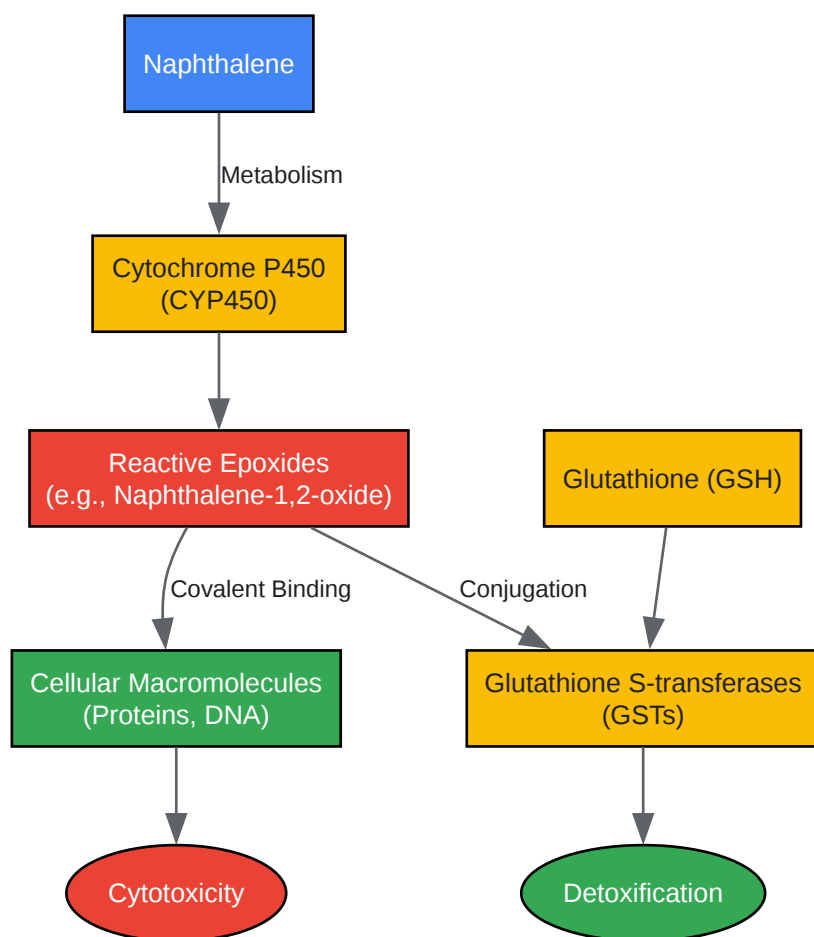 Naphthalene
Metabolism
Cytochrome P450
(CYP450)
Reactive Epoxides
(e.g., Naphthalene-1,2-oxide)
Glutathione (GSH)
Covalent Binding
Conjugation
Cellular Macromolecules
(Proteins, DNA)
Glutathione S-transferases
(GSTs)
Cytotoxicity
Detoxification